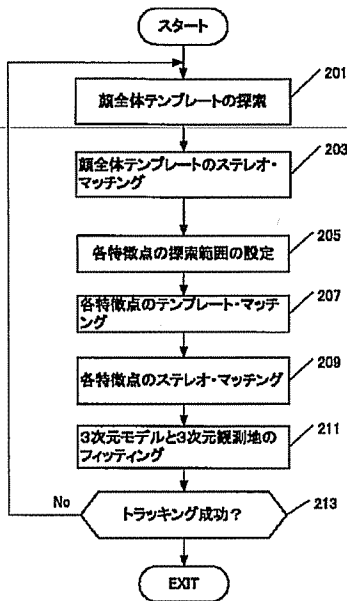 スタート
顔全体テンプレートの探索
201
顔全体テンプレートのステレオ・
マッチング
203
各特徴点の探索範囲の設定
205
各特徴点のテンプレート・マッチ
ング
207
各特徴点のステレオ・マッチング
209
3次元モデルと3次元観測地の
フィッティング
211
No
トラッキング成功?
213
EXIT